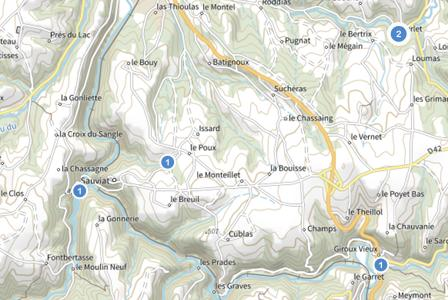 las Thioulas
le Montel
Roddias
Prés du Lac
Pugnat
le Bertrix
le Mégain
2
Loumas
le Bouy
Batignoux
Suchéras
la Gonliette
le Chassaing
le Grima
Issard
la Croix du Sangle
le Vernet
le Poux
D 42
1
la Chassagne
le Monteillet
la Bouisse
Sauviat
1
le Clos
le Breuil
le Poyet Bas
le Theillol
la Gonnerie
Champs
la Chauvanie
Cublas
Giroux Vieux
Fontbertasse
le Moulin Neuf
les Prades
1
le Garret
les Graves
Meymont